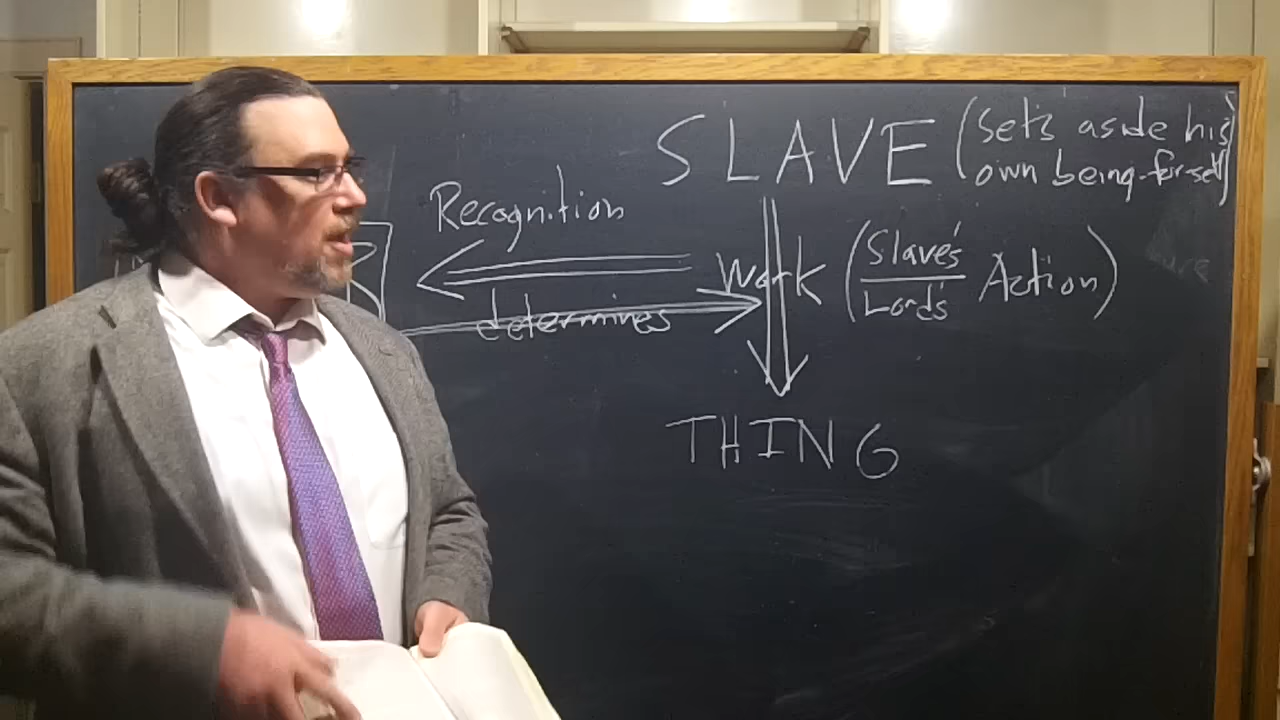 SLAVE (Sets aside his
own being-for-self)
Recognition
Work (Slave's Action)
Lord's
determines
THING